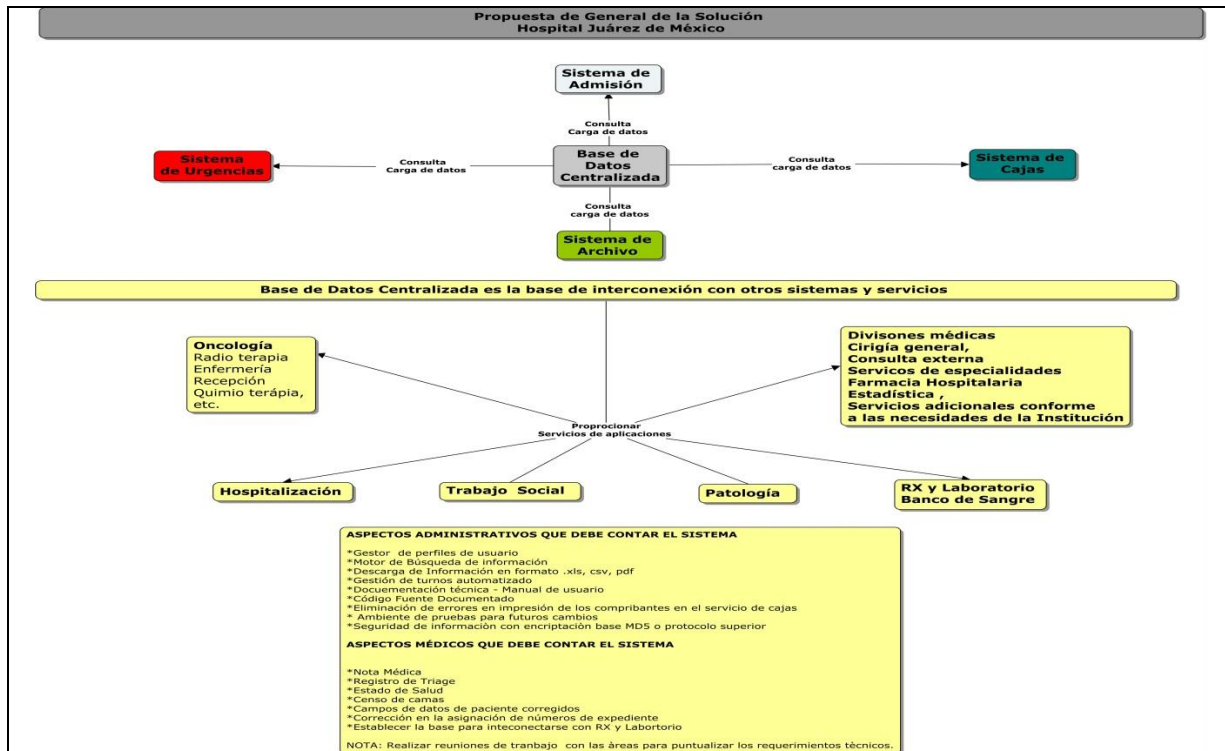 Propuesta de General de la Solución
Hospital Juárez de México
Sistema de
Admisión
Consulta
Carga de datos
Sistema
de Urgencias
Consulta
Carga de datos
Base de
Datos
Centralizada
Consulta
carga de datos
Sistema de
Cajas
Consulta
carga de datos
Sistema de
Archivo
Base de Datos Centralizada es la base de interconexión con otros sistemas y servicios
Oncología
Radio terapia
Enfermería
Recepción
Quimio terápia,
etc.
Divisones médicas
Cirigía general,
Consulta externa
Servicos de especialidades
Farmacia Hospitalaria
Estadística ,
Servicios adicionales conforme
a las necesidades de la Institución
Proprocionar
Servicios de aplicaciones
Hospitalización
Trabajo Social
Patología
RX y Laboratorio
Banco de Sangre
ASPECTOS ADMINISTRATIVOS QUE DEBE CONTAR EL SISTEMA
*Gestor de perfiles de usuario
*Motor de Búsqueda de información
*Descarga de Información en formato .xls, csv, pdf
*Gestión de turnos automatizado
*Docuementación técnica - Manual de usuario
*Código Fuente Documentado
*Eliminación de errores en impresión de los compribantes en el servicio de cajas
* Ambiente de pruebas para futuros cambios
*Seguridad de informaciòn con encriptaciòn base MD5 o protocolo superior
ASPECTOS MÉDICOS QUE DEBE CONTAR EL SISTEMA
*Nota Médica
*Registro de Triage
*Estado de Salud
*Censo de camas
*Campos de datos de paciente corregidos
*Corrección en la asignación de números de expediente
*Establecer la base para inteconectarse con RX y Labortorio
NOTA: Realizar reuniones de tranbajo con las àreas para puntualizar los requerimientos tècnicos.